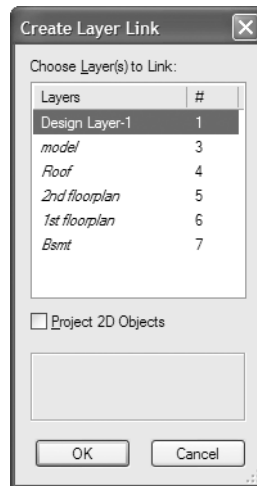 Create Layer Link
Choose Layer(s) to Link:
Layers #
Design Layer-1 1
model 3
Roof 4
2nd floorplan 5
1st floorplan 6
Bsmt 7
Project 2D Objects
OK Cancel